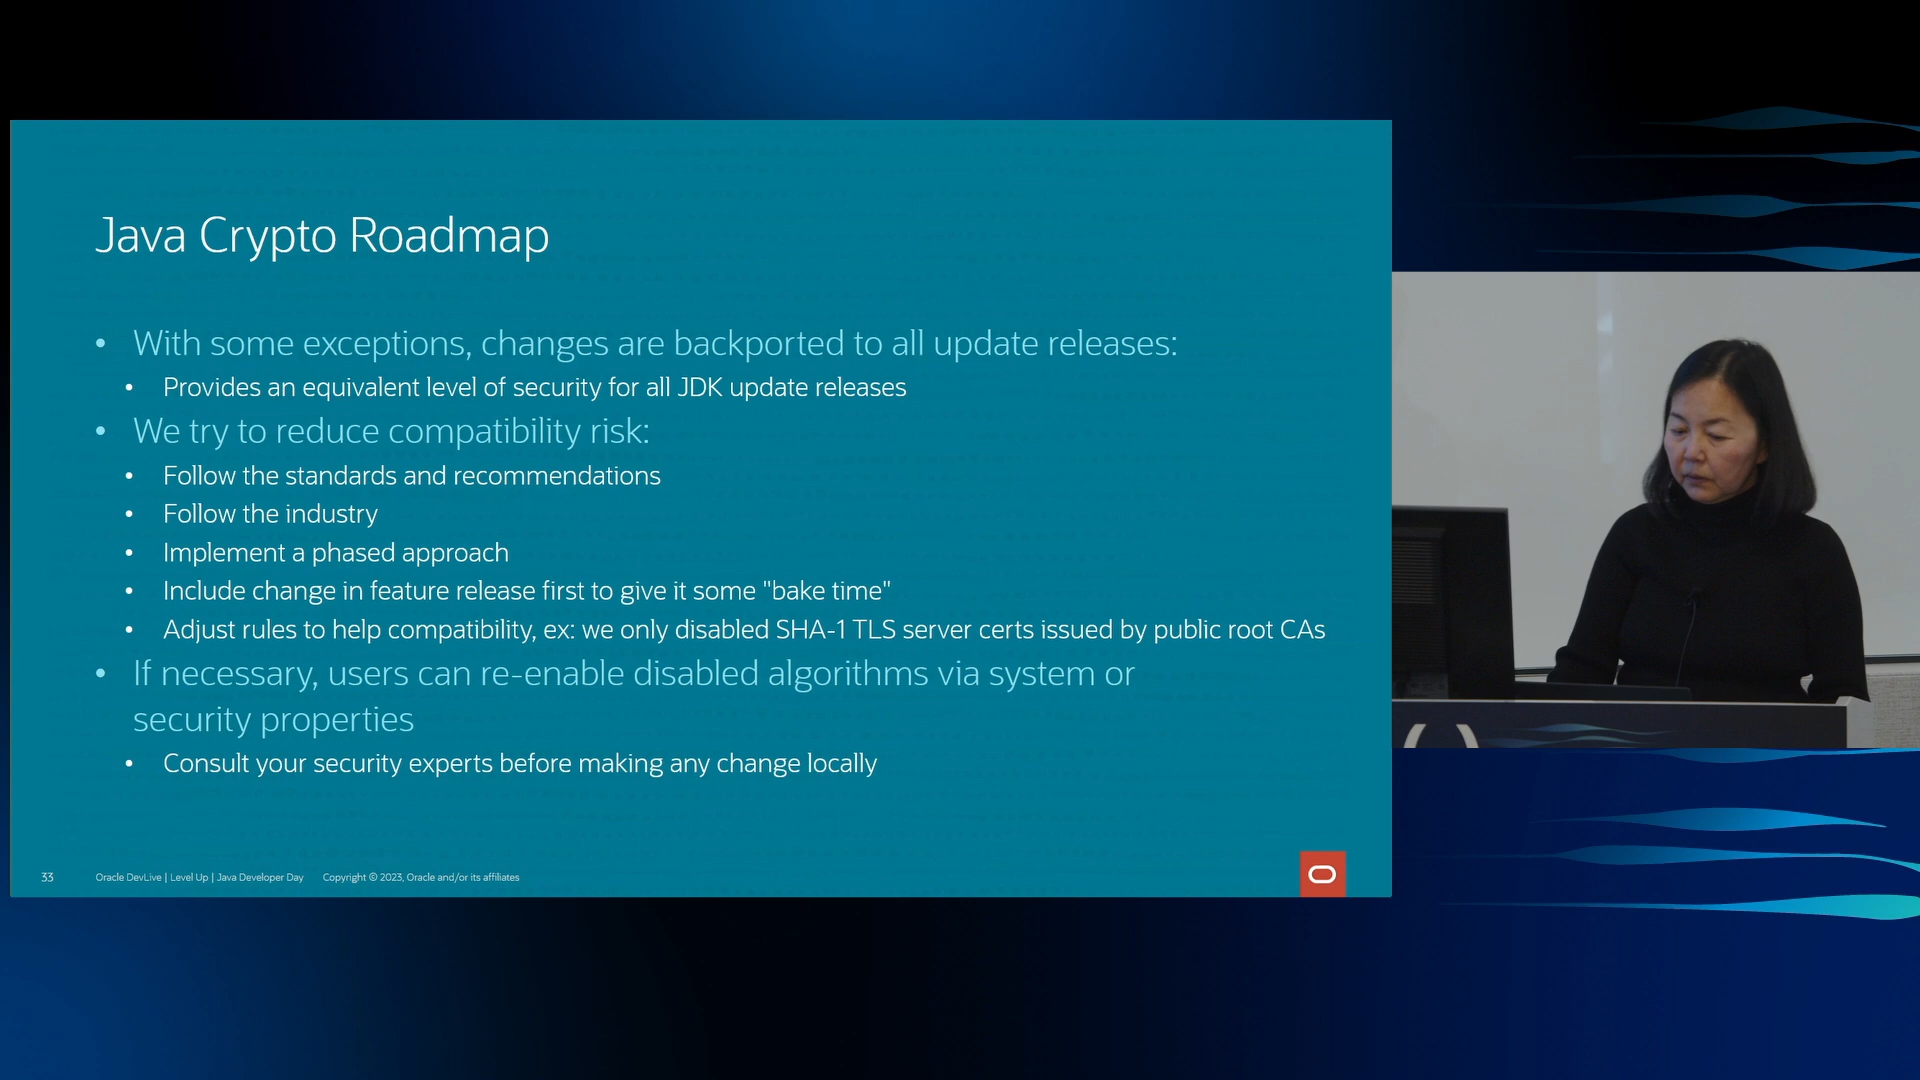 Java Crypto Roadmap
• With some exceptions, changes are backported to all update releases:
• Provides an equivalent level of security for all JDK update releases
• We try to reduce compatibility risk:
• Follow the standards and recommendations
• Follow the industry
• Implement a phased approach
• Include change in feature release first to give it some "bake time"
• Adjust rules to help compatibility, ex: we only disabled SHA-1 TLS server certs issued by public root CAs
• If necessary, users can re-enable disabled algorithms via system or
security properties
• Consult your security experts before making any change locally
33 Oracle DevLive | Level Up | Java Developer Day Copyright © 2023, Oracle and/or its affiliates